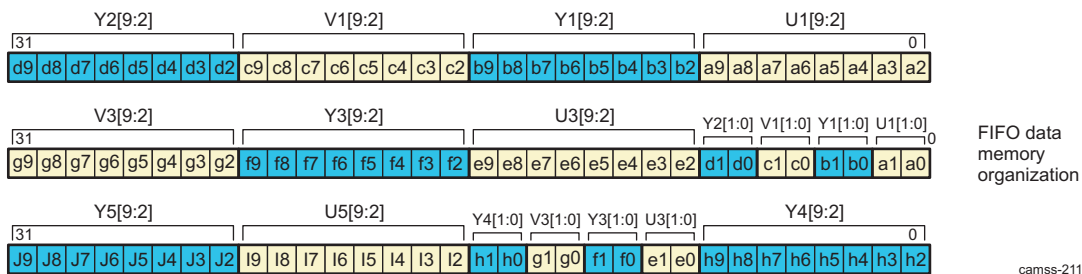 Y2[9:2] V1[9:2] Y1[9:2] U1[9:2]
31 0
d9 d8 d7 d6 d5 d4 d3 d2 c9 c8 c7 c6 c5 c4 c3 c2 b9 b8 b7 b6 b5 b4 b3 b2 a9 a8 a7 a6 a5 a4 a3 a2
V3[9:2] Y3[9:2] U3[9:2] Y2[1:0] V1[1:0] Y1[1:0] U1[1:0]
31 0
g9 g8 g7 g6 g5 g4 g3 g2 f9 f8 f7 f6 f5 f4 f3 f2 e9 e8 e7 e6 e5 e4 e3 e2 d1 d0 c1 c0 b1 b0 a1 a0
FIFO data
memory
organization
Y5[9:2] U5[9:2] Y4[1:0] V3[1:0] Y3[1:0] U3[1:0] Y4[9:2]
31 0
J9 J8 J7 J6 J5 J4 J3 J2 I9 I8 I7 I6 I5 I4 I3 I2 h1 h0 g1 g0 f1 f0 e1 e0 h9 h8 h7 h6 h5 h4 h3 h2
camss-211